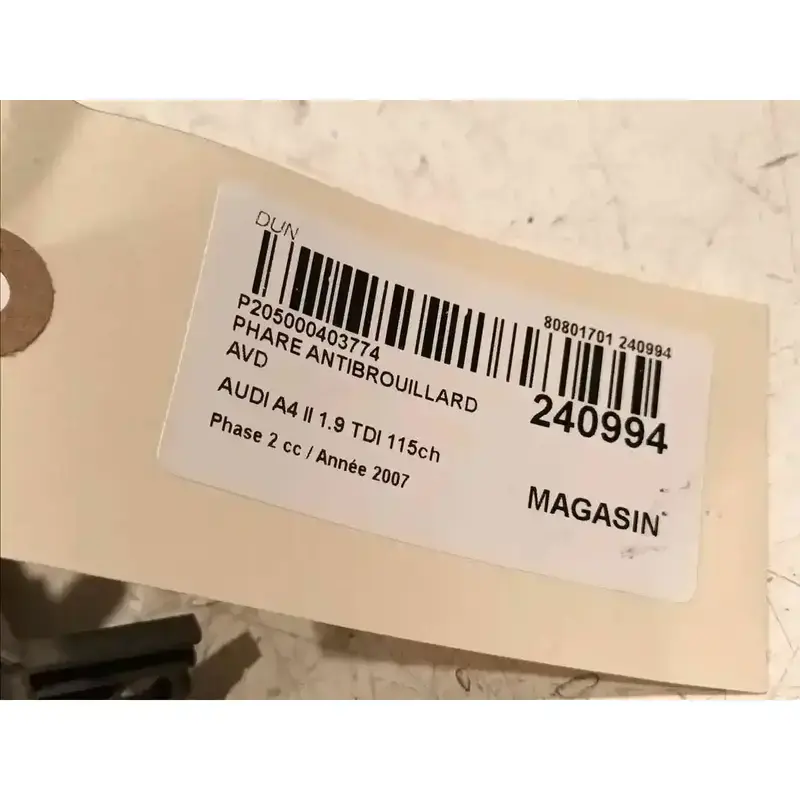 DUN
80801701 240994
P205000403774
PHARE ANTIBROUILLARD
AVD
240994
AUDI A4 II 1.9 TDI 115ch
Phase 2 cc / Année 2007
MAGASIN